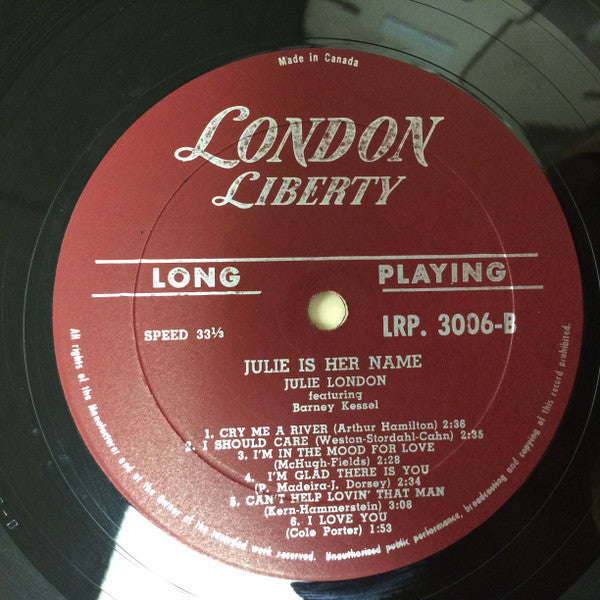 Made in Canada
LONDON
LIBERTY
LONG PLAYING
SPEED 33⅓ LRP. 3006-B
JULIE IS HER NAME
JULIE LONDON
featuring
Barney Kessel
1. CRY ME A RIVER (Arthur Hamilton) 2:36
2. I SHOULD CARE (Weston-Stordahl-Cahn) 2:35
3. I'M IN THE MOOD FOR LOVE
(McHugh-Fields) 2:28
4. I'M GLAD THERE IS YOU
(P. Madeira-J. Dorsey) 2:34
5. CAN'T HELP LOVIN' THAT MAN
(Kern-Hammerstein) 3:08
6. I LOVE YOU
(Cole Porter) 1:53
All rights of the Manufacturer and of the Owner of the recorded work reserved. Unauthorised public performance, broadcasting and copying of this record prohibited.